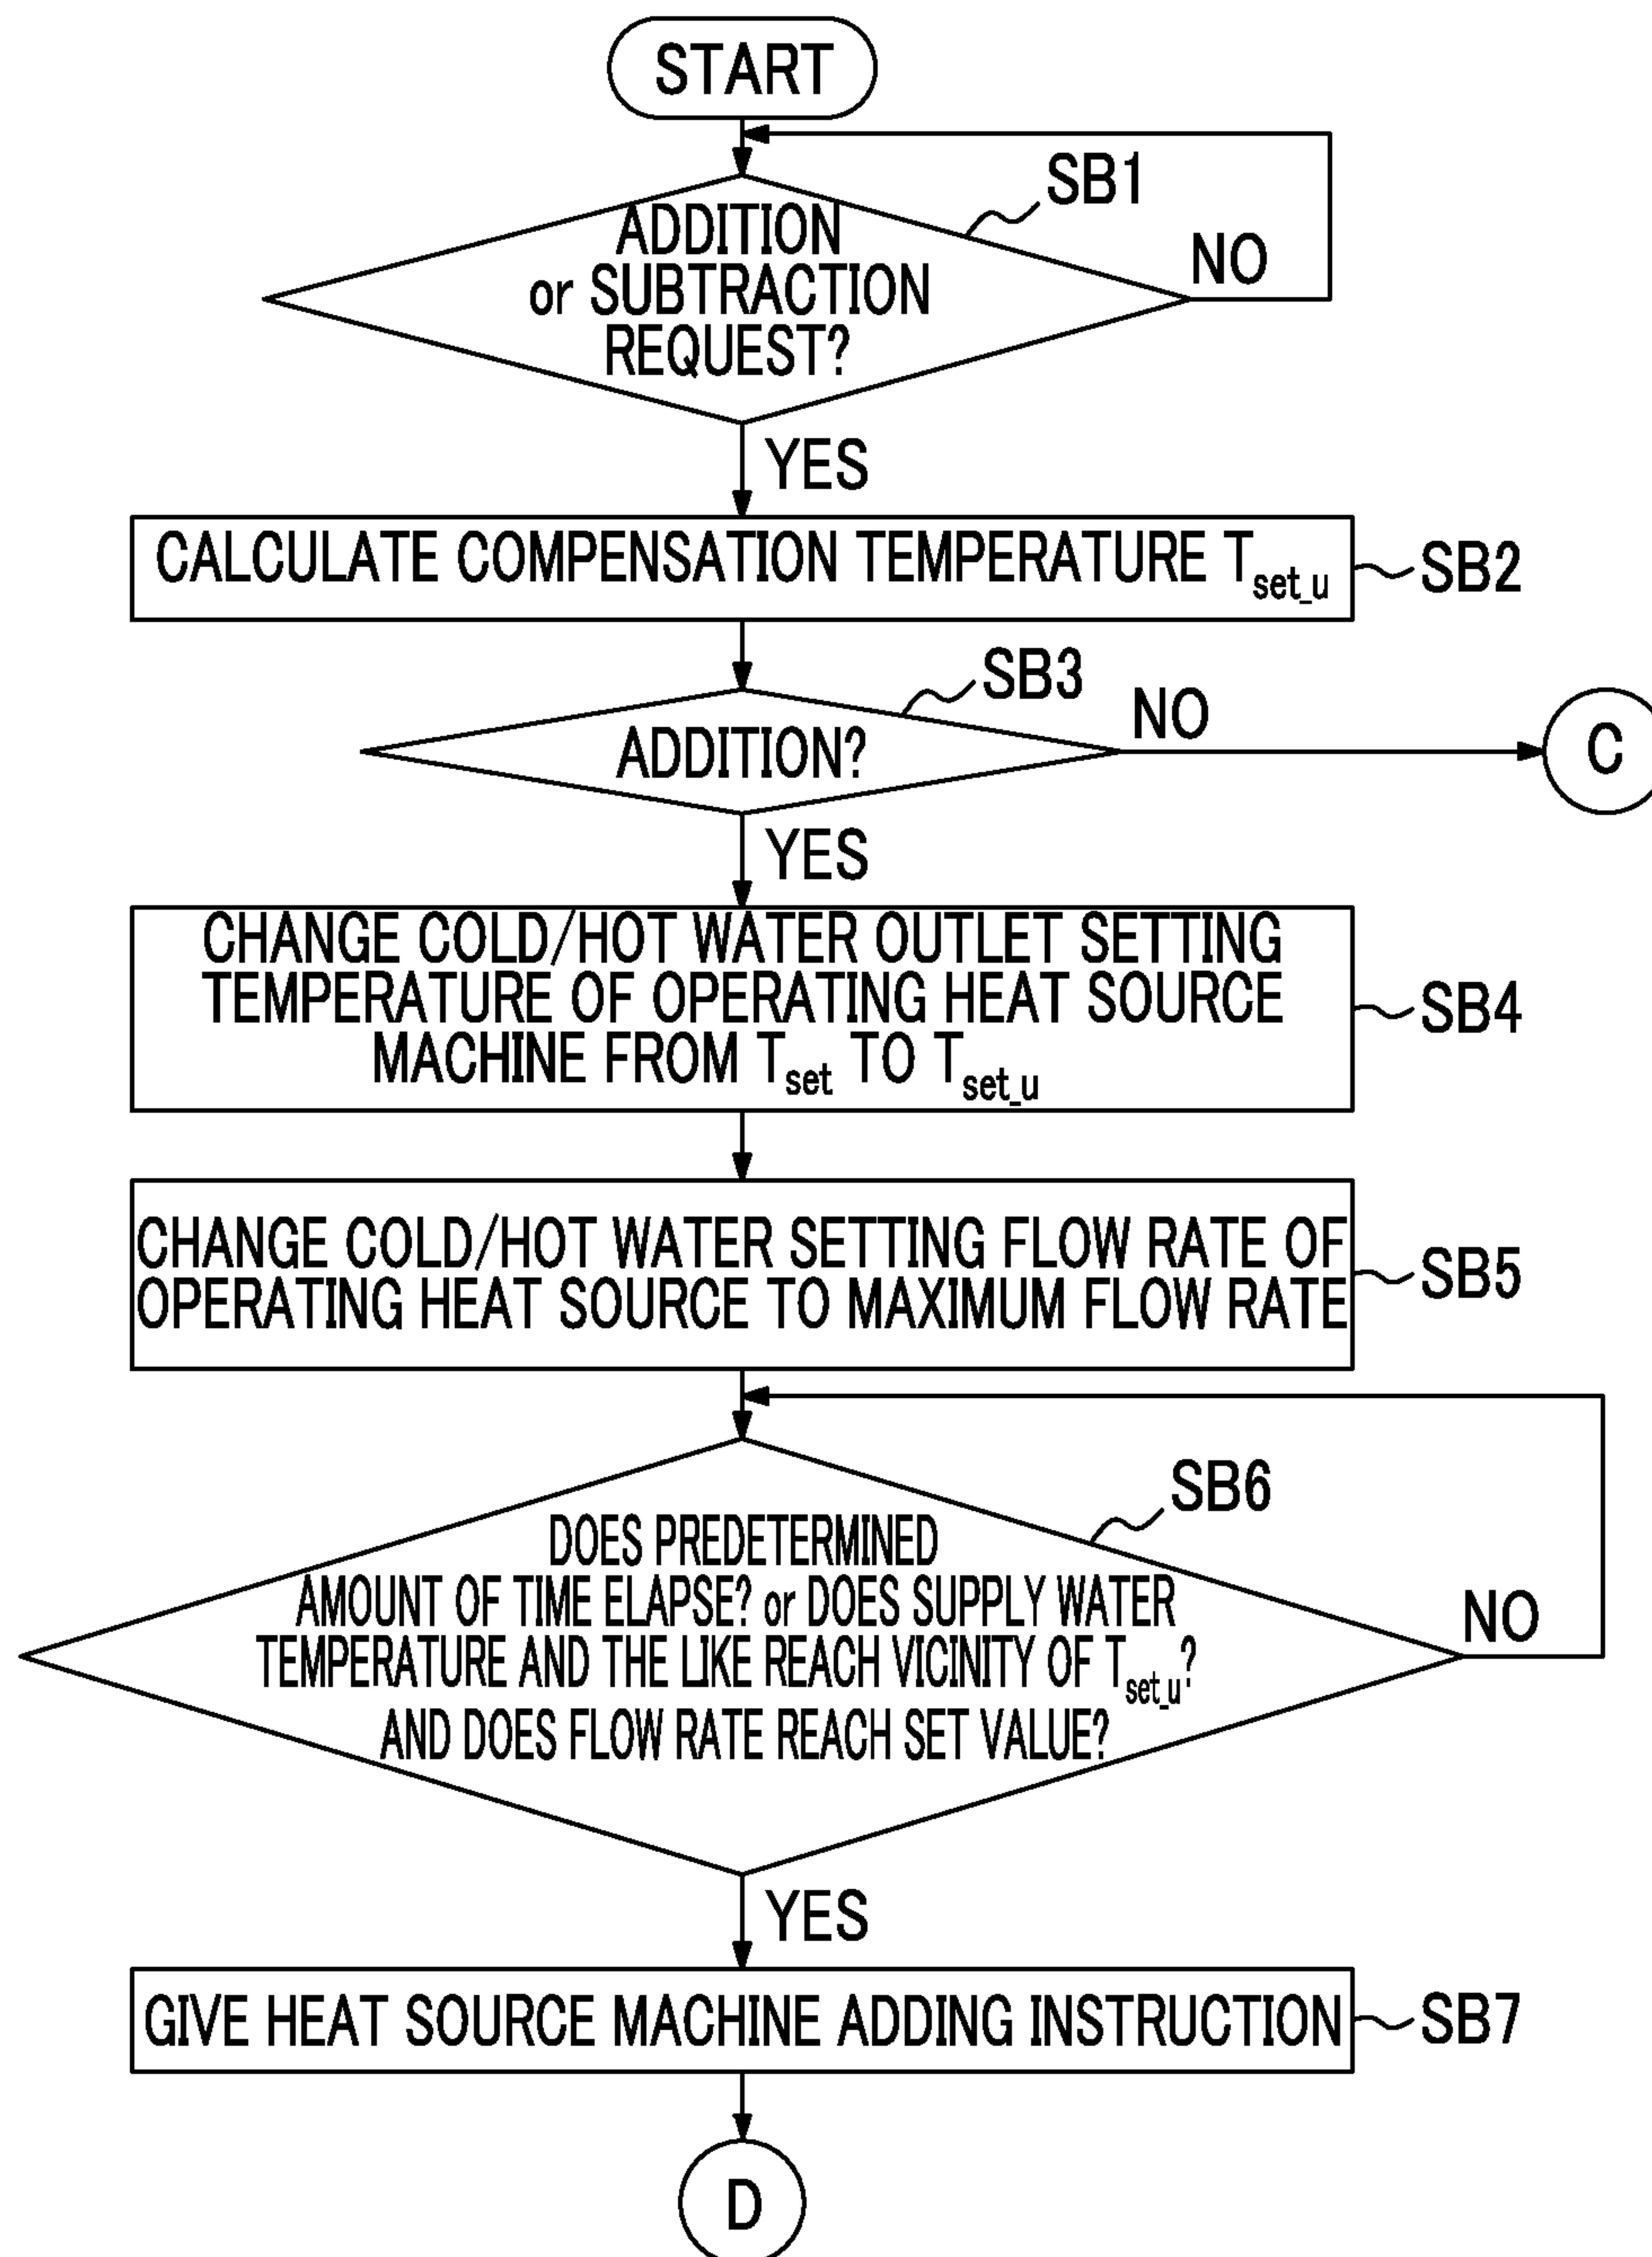 START
SB1
ADDITION
or SUBTRACTION
REQUEST?
NO
YES
CALCULATE COMPENSATION TEMPERATURE T_set_u
SB2
SB3
ADDITION?
NO
C
YES
CHANGE COLD/HOT WATER OUTLET SETTING
TEMPERATURE OF OPERATING HEAT SOURCE
MACHINE FROM T_set TO T_set_u
SB4
CHANGE COLD/HOT WATER SETTING FLOW RATE OF
OPERATING HEAT SOURCE TO MAXIMUM FLOW RATE
SB5
SB6
DOES PREDETERMINED
AMOUNT OF TIME ELAPSE? or DOES SUPPLY WATER
TEMPERATURE AND THE LIKE REACH VICINITY OF T_set_u?
AND DOES FLOW RATE REACH SET VALUE?
NO
YES
GIVE HEAT SOURCE MACHINE ADDING INSTRUCTION
SB7
D